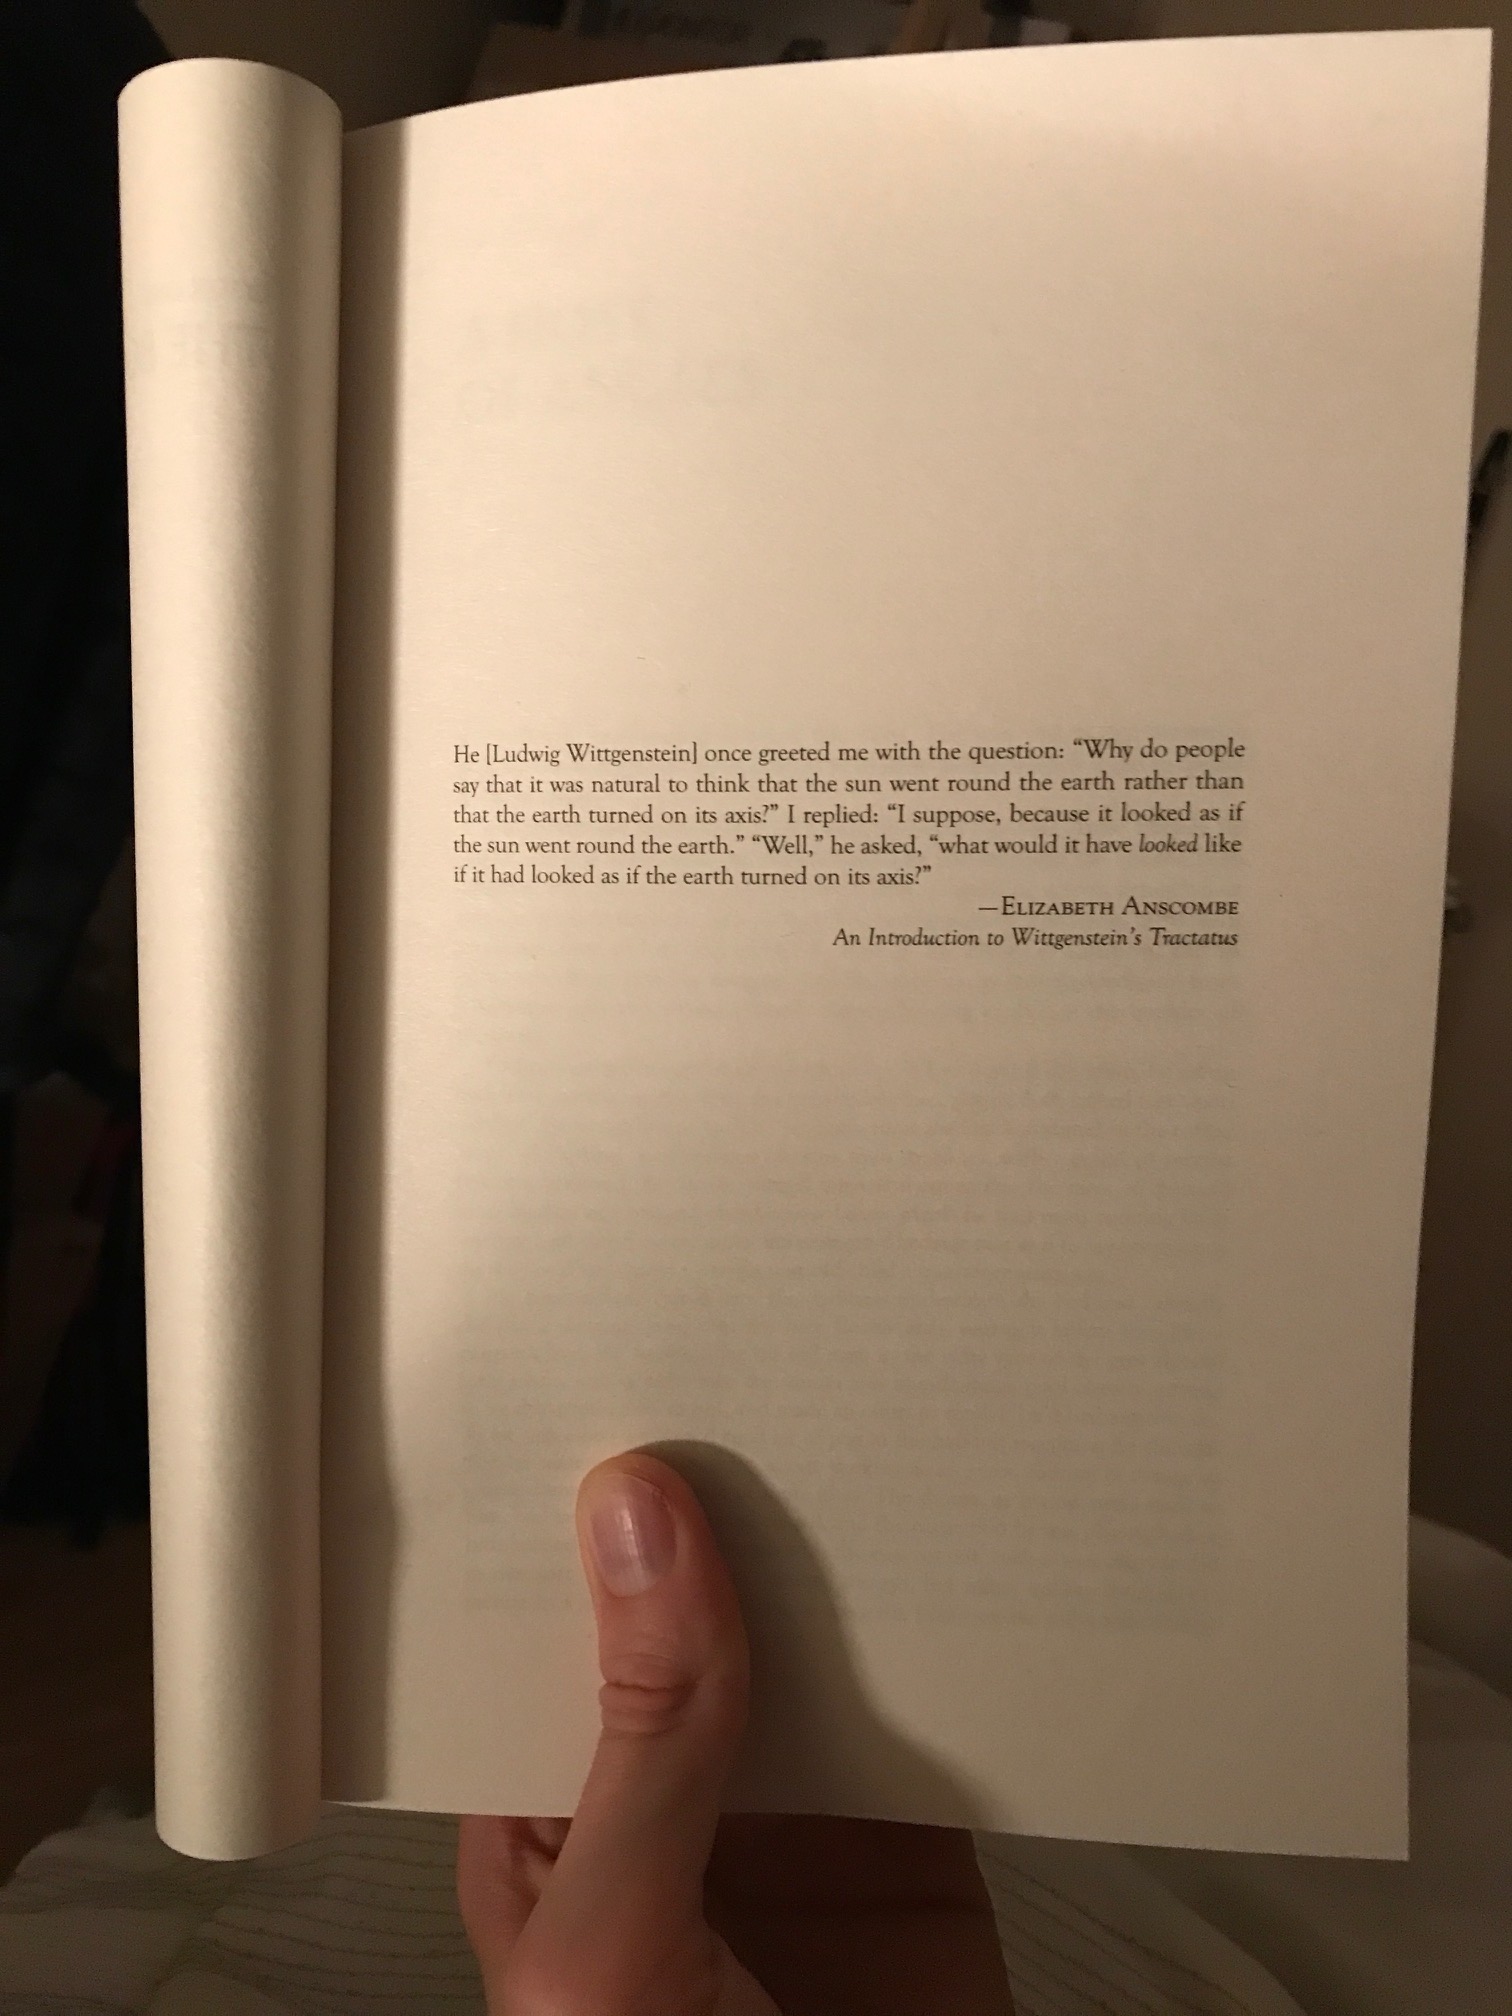 He [Ludwig Wittgenstein] once greeted me with the question: “Why do people
say that it was natural to think that the sun went round the earth rather than
that the earth turned on its axis?” I replied: “I suppose, because it looked as if
the sun went round the earth.” “Well,” he asked, “what would it have looked like
if it had looked as if the earth turned on its axis?”
—ELIZABETH ANSCOMBE
An Introduction to Wittgenstein’s Tractatus